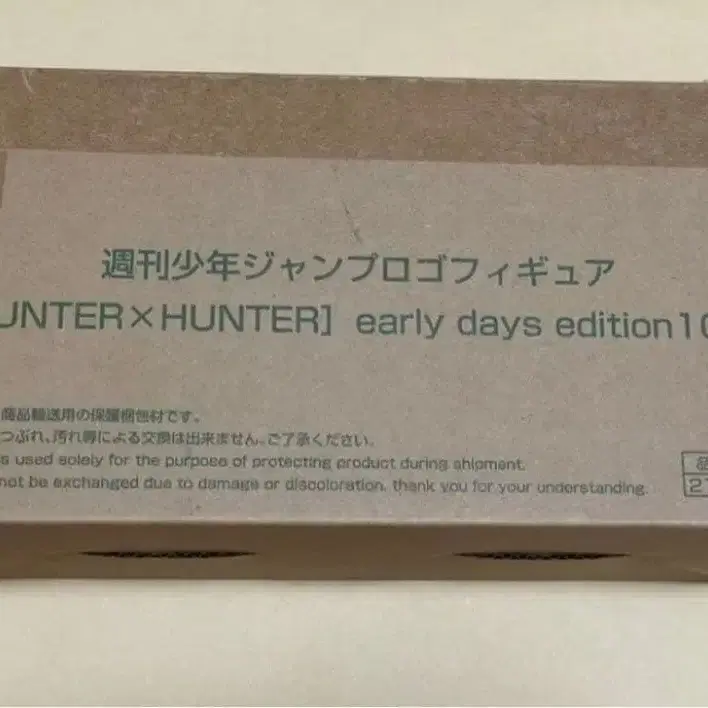 週刊少年ジャンプロゴフィギュア
UNTER×HUNTER] early days edition10
商品輸送用の保護梱包材です。
つぶれ、汚れ等による交換は出来ません。ご了承ください。
s used solely for the purpose of protecting product during shipment.
not be exchanged due to damage or discoloration. thank you for your understanding.
品
27